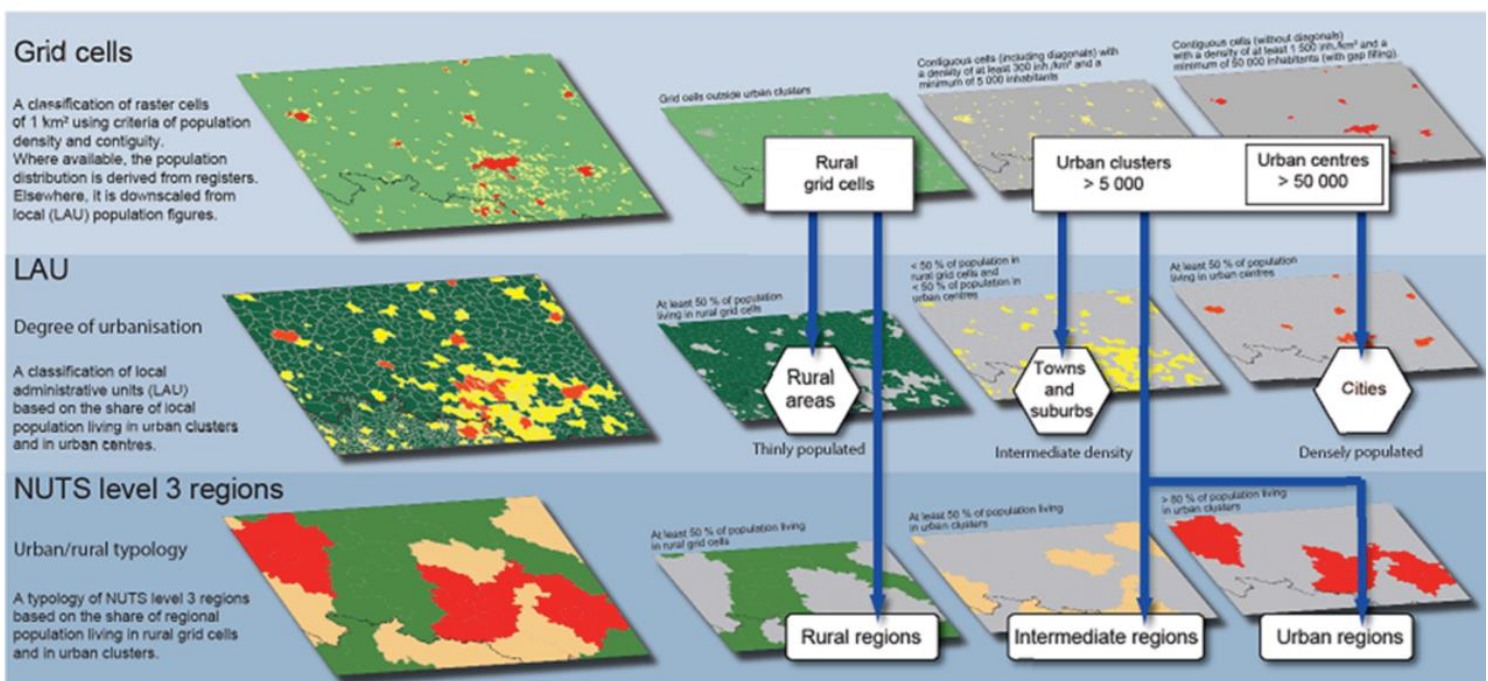 Grid cells
A classification of raster cells
of 1 km² using criteria of population
density and contiguity.
Where available, the population
distribution is derived from registers.
Elsewhere, it is downscaled from
local (LAU) population figures.
Grid cells outside urban clusters
Contiguous cells (including diagonals) with
a density of at least 300 inh./km² and a
minimum of 5 000 inhabitants
Contiguous cells (without diagonals)
with a density of at least 1 500 inh./km² and a
minimum of 50 000 inhabitants (with gap filling).
Rural
grid cells
Urban clusters
> 5 000
Urban centres
> 50 000
LAU
Degree of urbanisation
A classification of local
administrative units (LAU)
based on the share of local
population living in urban clusters
and in urban centres.
At least 50 % of population
living in rural grid cells
< 50 % of population in
rural grid cells and
< 50 % of population in
urban centres
At least 50 % of population
living in urban centres
Rural
areas
Towns
and
suburbs
Cities
Thinly populated
Intermediate density
Densely populated
NUTS level 3 regions
Urban/rural typology
A typology of NUTS level 3 regions
based on the share of regional
population living in rural grid cells
and in urban clusters.
At least 50 % of population living
in rural grid cells
At least 50 % of population living
in urban clusters
> 80 % of population living
in urban clusters
Rural regions
Intermediate regions
Urban regions